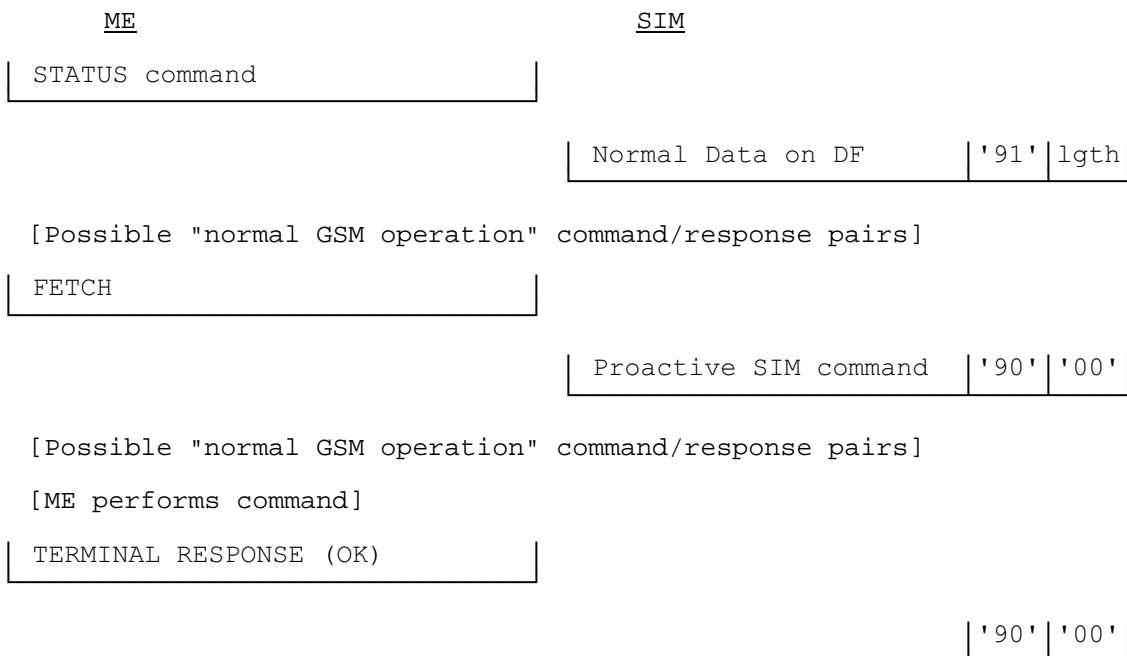 ME SIM
STATUS command
Normal Data on DF '91' lgth
[Possible "normal GSM operation" command/response pairs]
FETCH
Proactive SIM command '90' '00'
[Possible "normal GSM operation" command/response pairs]
[ME performs command]
TERMINAL RESPONSE (OK)
'90' '00'